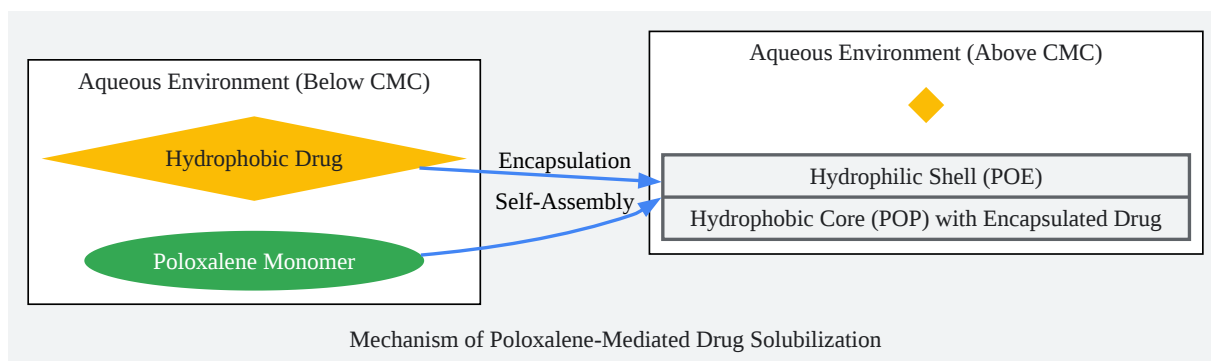 Aqueous Environment (Below CMC)
Hydrophobic Drug
Poloxalene Monomer
Encapsulation
Self-Assembly
Aqueous Environment (Above CMC)
Hydrophilic Shell (POE)
Hydrophobic Core (POP) with Encapsulated Drug
Mechanism of Poloxalene-Mediated Drug Solubilization